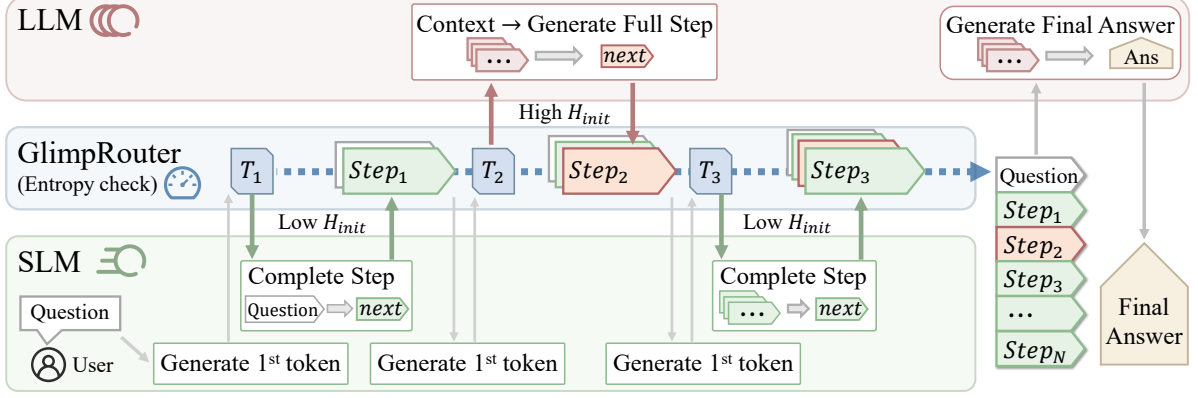 LLM
Context → Generate Full Step
... next
Generate Final Answer
... Ans
High H_init
GlimpRouter
(Entropy check)
T_1
Step_1
T_2
Step_2
T_3
Step_3
Low H_init
Low H_init
SLM
Complete Step
Question next
Complete Step
... next
Question
User
Generate 1st token
Generate 1st token
Generate 1st token
Question
Step_1
Step_2
Step_3
...
Step_N
Final
Answer